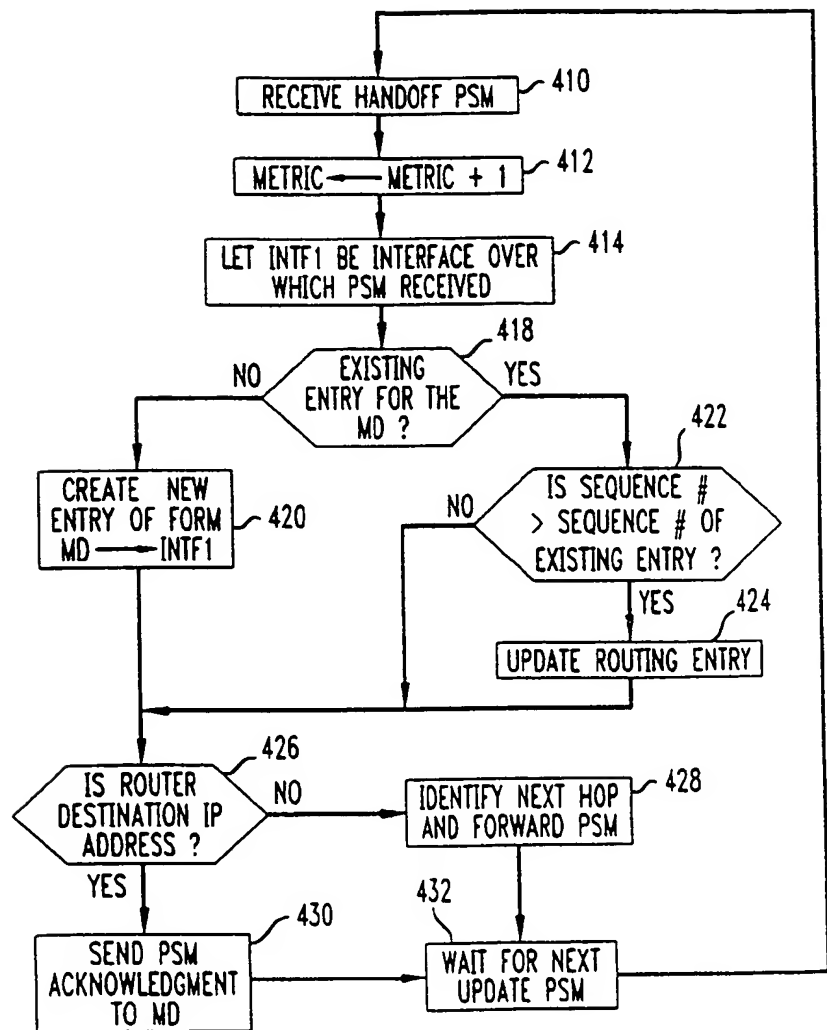 RECEIVE HANDOFF PSM
410
METRIC ← METRIC + 1
412
LET INTF1 BE INTERFACE OVER
WHICH PSM RECEIVED
414
418
EXISTING
ENTRY FOR THE
MD ?
NO
YES
CREATE NEW
ENTRY OF FORM
MD → INTF1
420
422
IS SEQUENCE #
> SEQUENCE # OF
EXISTING ENTRY ?
NO
YES
424
UPDATE ROUTING ENTRY
426
IS ROUTER
DESTINATION IP
ADDRESS ?
NO
YES
IDENTIFY NEXT HOP
AND FORWARD PSM
428
430
SEND PSM
ACKNOWLEDGMENT
TO MD
432
WAIT FOR NEXT
UPDATE PSM